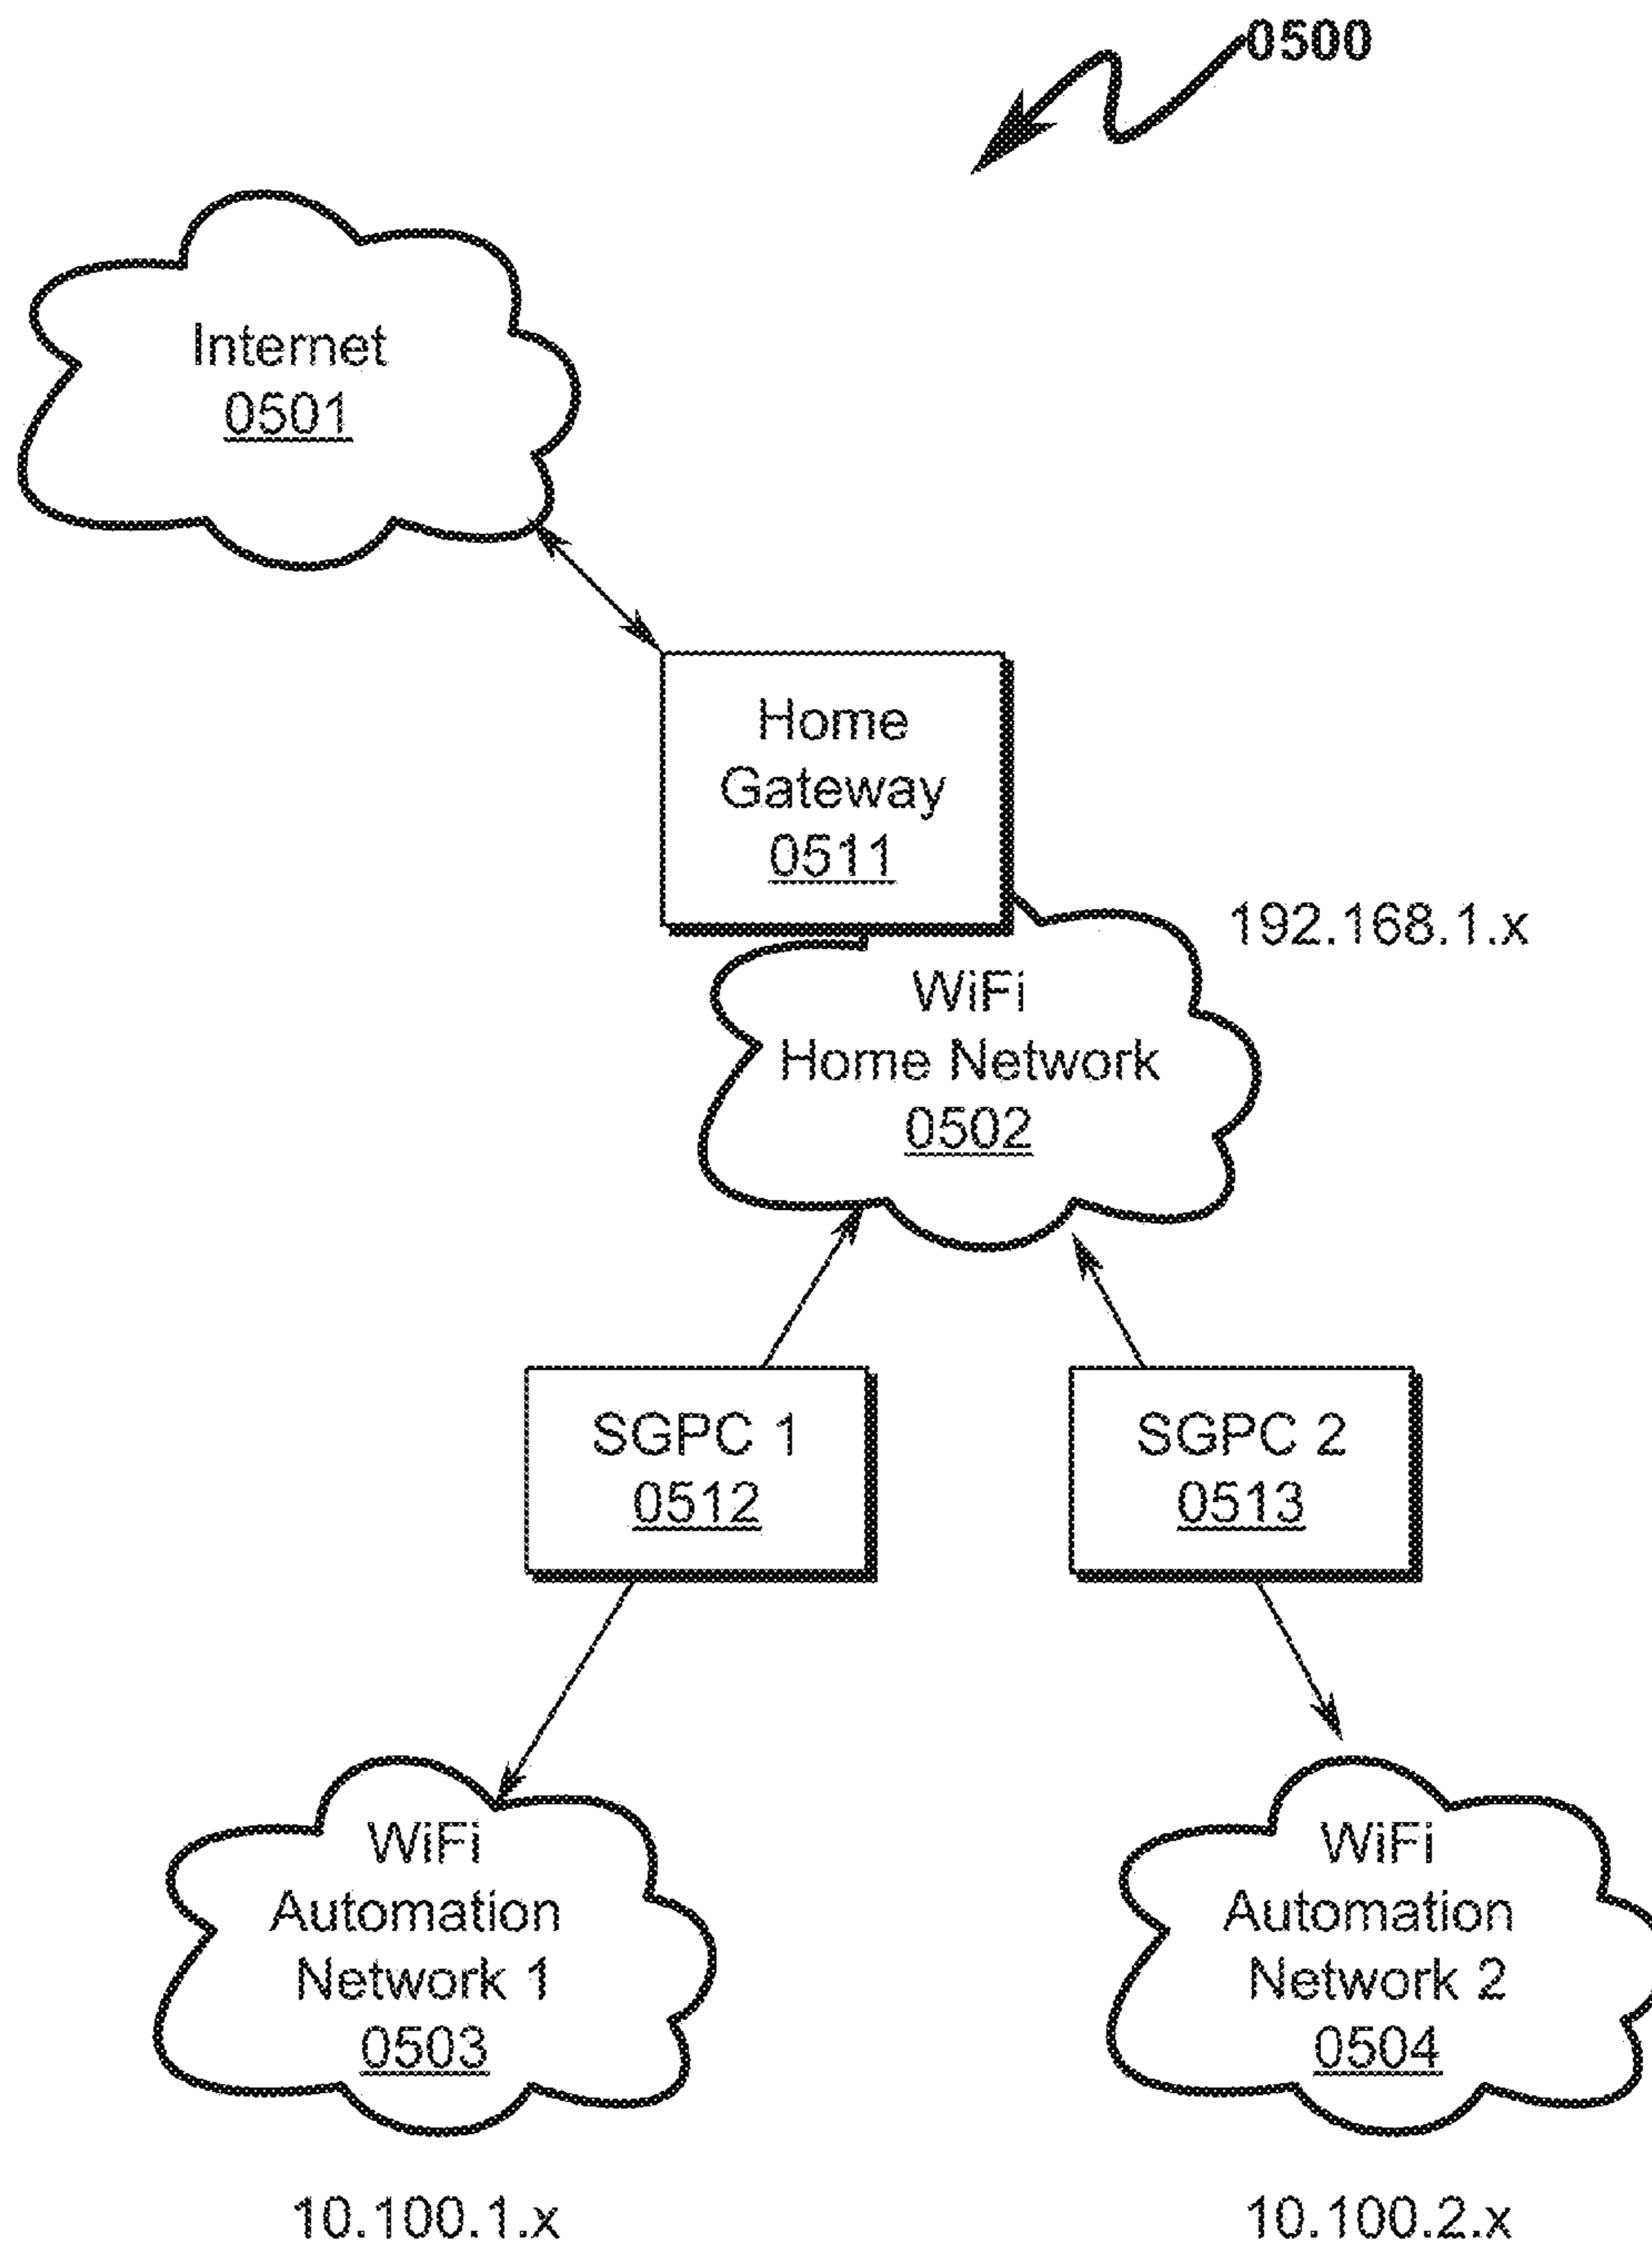 0500
Internet
0501
Home
Gateway
0511
192.168.1.x
WiFi
Home Network
0502
SGPC 1
0512
SGPC 2
0513
WiFi
Automation
Network 1
0503
WiFi
Automation
Network 2
0504
10.100.1.x
10.100.2.x